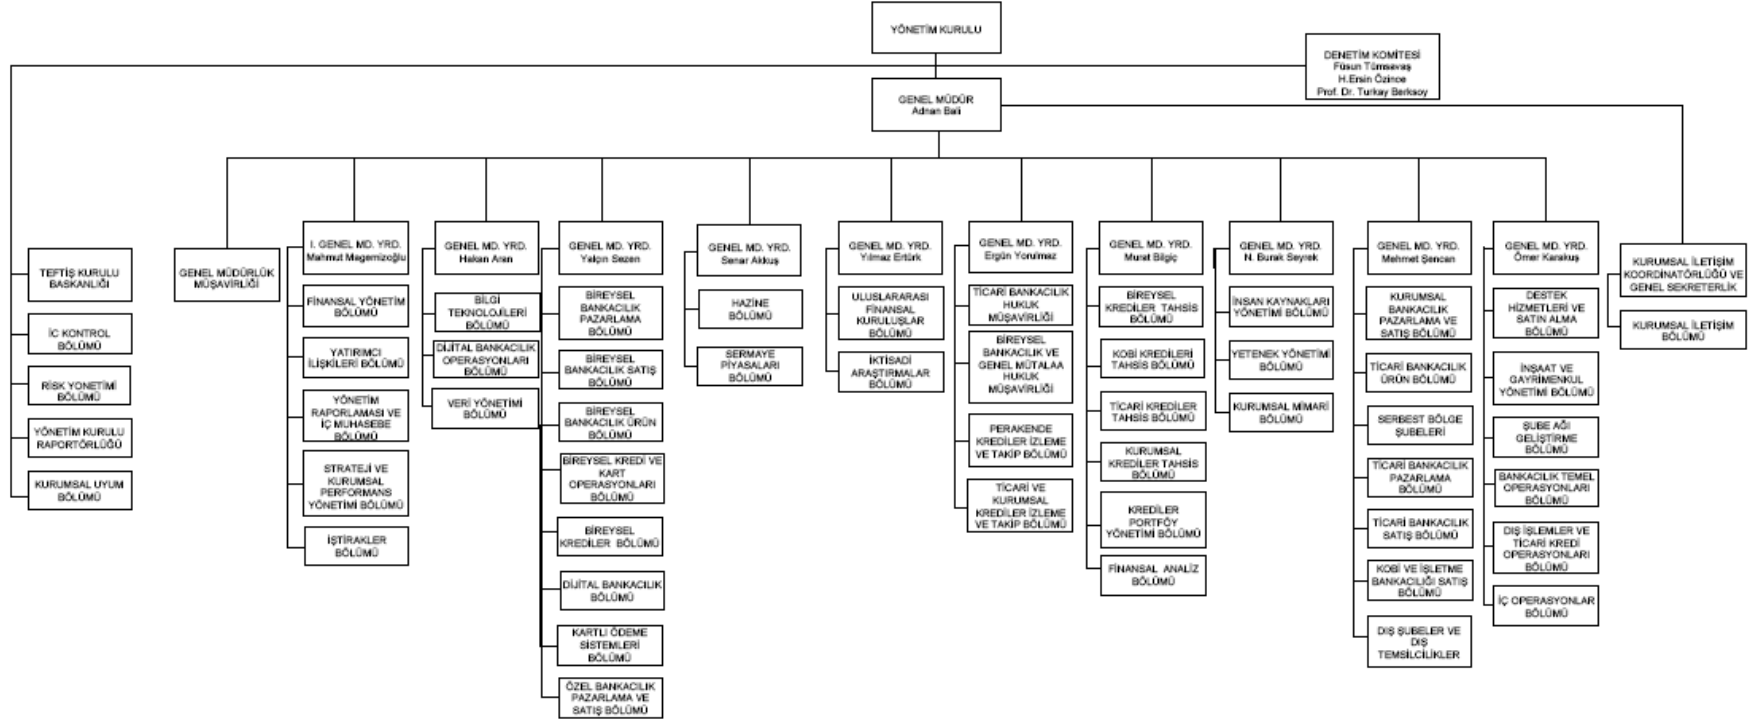 YÖNETİM KURULU
DENETİM KOMİTESİ
Füsun Tümsavaş
H.Ersin Özince
Prof. Dr. Turkay Berksoy
GENEL MÜDÜR
Adnan Bali
TEFTİŞ KURULU
BASKANLIĞI
İC KONTROL
BÖLÜMÜ
RİSK YONETİMİ
BÖLÜMÜ
YÖNETİM KURULU
RAPORTÖRLÜĞÜ
KURUMSAL UYUM
BÖLÜMÜ
GENEL MÜDÜRLÜK
MÜŞAVİRLİĞİ
I. GENEL MD. YRD.
Mahmut Magemizoğlu
FİNANSAL YÖNETİM
BÖLÜMÜ
YATIRIMCI
İLİŞKİLERİ BÖLÜMÜ
YÖNETİM
RAPORLAMASI VE
İÇ MUHASEBE
BÖLÜMÜ
STRATEJİ VE
KURUMSAL
PERFORMANS
YÖNETİMİ BÖLÜMÜ
İŞTİRAKLER
BÖLÜMÜ
GENEL MD. YRD.
Hakan Aran
BİLGİ
TEKNOLOJİLERİ
BÖLÜMÜ
DİJİTAL BANKACILIK
OPERASYONLARI
BÖLÜMÜ
VERİ YÖNETİMİ
BÖLÜMÜ
GENEL MD. YRD.
Yalçın Sezen
BİREYSEL
BANKACILIK
PAZARLAMA
BÖLÜMÜ
BİREYSEL
BANKACILIK SATIŞ
BÖLÜMÜ
BİREYSEL
BANKACILIK ÜRÜN
BÖLÜMÜ
BİREYSEL KREDİ VE
KART
OPERASYONLARI
BÖLÜMÜ
BİREYSEL
KREDİLER BÖLÜMÜ
DİJİTAL BANKACILIK
BÖLÜMÜ
KARTLI ÖDEME
SİSTEMLERİ
BÖLÜMÜ
ÖZEL BANKACILIK
PAZARLAMA VE
SATIŞ BÖLÜMÜ
GENEL MD. YRD.
Senar Akkuş
HAZİNE
BÖLÜMÜ
SERMAYE
PİYASALARI
BÖLÜMÜ
GENEL MD. YRD.
Yılmaz Ertürk
ULUSLARARASI
FİNANSAL
KURULUŞLAR
BÖLÜMÜ
İKTİSADİ
ARAŞTIRMALAR
BÖLÜMÜ
GENEL MD. YRD.
Ergün Yorulmaz
TİCARİ BANKACILIK
HUKUK
MÜŞAVİRLİĞİ
BİREYSEL
BANKACILIK VE
GENEL MÜTALAA
HUKUK
MÜŞAVİRLİĞİ
PERAKENDE
KREDİLER İZLEME
VE TAKİP BÖLÜMÜ
TİCARİ VE
KURUMSAL
KREDİLER İZLEME
VE TAKİP BÖLÜMÜ
GENEL MD. YRD.
Murat Bilgiç
BİREYSEL
KREDİLER TAHSİS
BÖLÜMÜ
KOBİ KREDİLERİ
TAHSİS BÖLÜMÜ
TİCARİ KREDİLER
TAHSİS BÖLÜMÜ
KURUMSAL
KREDİLER TAHSİS
BÖLÜMÜ
KREDİLER
PORTFÖY
YÖNETİMİ BÖLÜMÜ
FİNANSAL ANALİZ
BÖLÜMÜ
GENEL MD. YRD.
N. Burak Seyrek
İNSAN KAYNAKLARI
YÖNETİMİ BÖLÜMÜ
YETENEK YÖNETİMİ
BÖLÜMÜ
KURUMSAL MİMARİ
BÖLÜMÜ
GENEL MD. YRD.
Mehmet Şencan
KURUMSAL
BANKACILIK
PAZARLAMA VE
SATIŞ BÖLÜMÜ
TİCARİ BANKACILIK
ÜRÜN BÖLÜMÜ
SERBEST BÖLGE
ŞUBELERİ
TİCARİ BANKACILIK
PAZARLAMA
BÖLÜMÜ
TİCARİ BANKACILIK
SATIŞ BÖLÜMÜ
KOBİ VE İŞLETME
BANKACILIĞI SATIŞ
BÖLÜMÜ
DIŞ ŞUBELER VE
DIŞ
TEMSİLCİLİKLER
GENEL MD. YRD.
Ömer Karakuş
DESTEK
HİZMETLERİ VE
SATIN ALMA
BÖLÜMÜ
İNŞAAT VE
GAYRİMENKUL
YÖNETİMİ BÖLÜMÜ
ŞUBE AĞI
GELİŞTİRME
BÖLÜMÜ
BANKACILIK TEMEL
OPERASYONLARI
BÖLÜMÜ
DIŞ İŞLEMLER VE
TİCARİ KREDİ
OPERASYONLARI
BÖLÜMÜ
İÇ OPERASYONLAR
BÖLÜMÜ
KURUMSAL İLETİŞİM
KOORDİNATÖRLÜĞÜ VE
GENEL SEKRETERLİK
KURUMSAL İLETİŞİM
BÖLÜMÜ